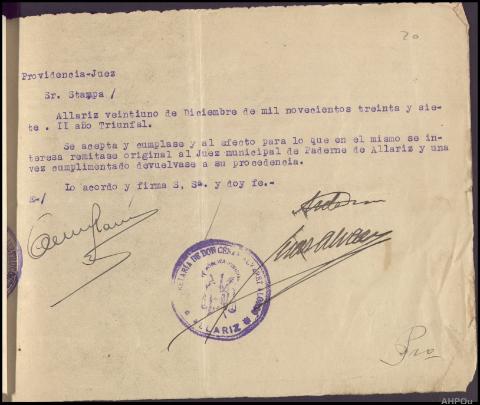 20
Providencia-Juez
Sr. Stampa/
Allariz veintiuno de Diciembre de mil novecientos treinta y sie-
te . II año Triunfal.
Se acepta y cumplase y al efecto para lo que en el mismo se in-
teresa remitase original al Juez municipal de Paderne de Allariz y una
vez cumplimentado devuelvase a su procedencia.
Lo acordo y firma S, Sª. y doy fe.-
E-/
ALLARIZ
AHPOu